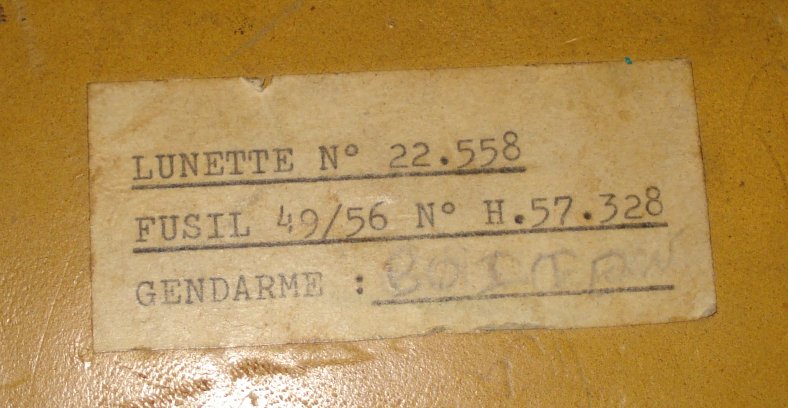 LUNETTE N° 22.558
FUSIL 49/56 N° H.57.328
GENDARME :